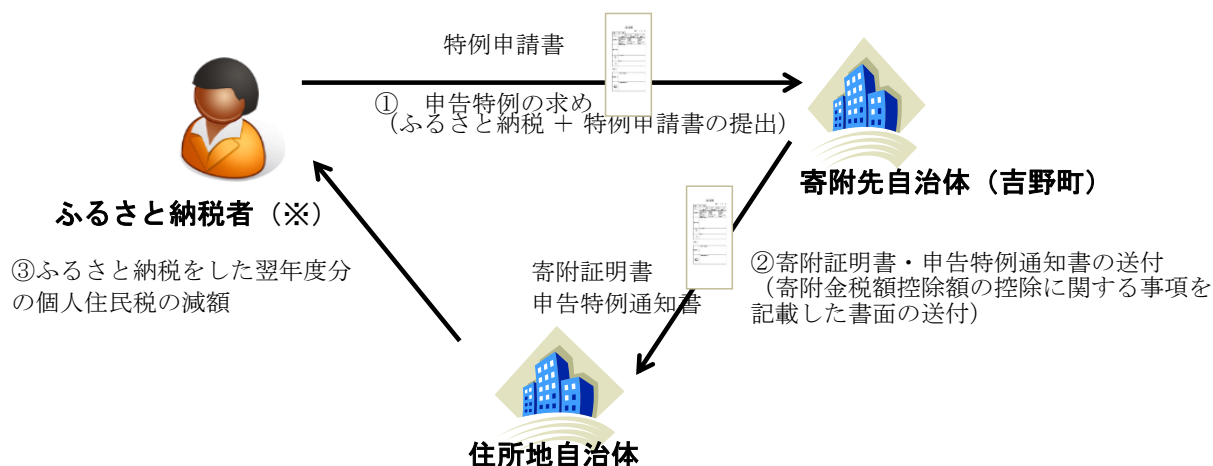 特例申請書
① 申告特例の求め
（ふるさと納税 ＋ 特例申請書の提出）
寄附先自治体（吉野町）
ふるさと納税者（※）
③ふるさと納税をした翌年度分
の個人住民税の減額
寄附証明書
申告特例通知書
②寄附証明書・申告特例通知書の送付
（寄附金税額控除額の控除に関する事項を
記載した書面の送付）
住所地自治体